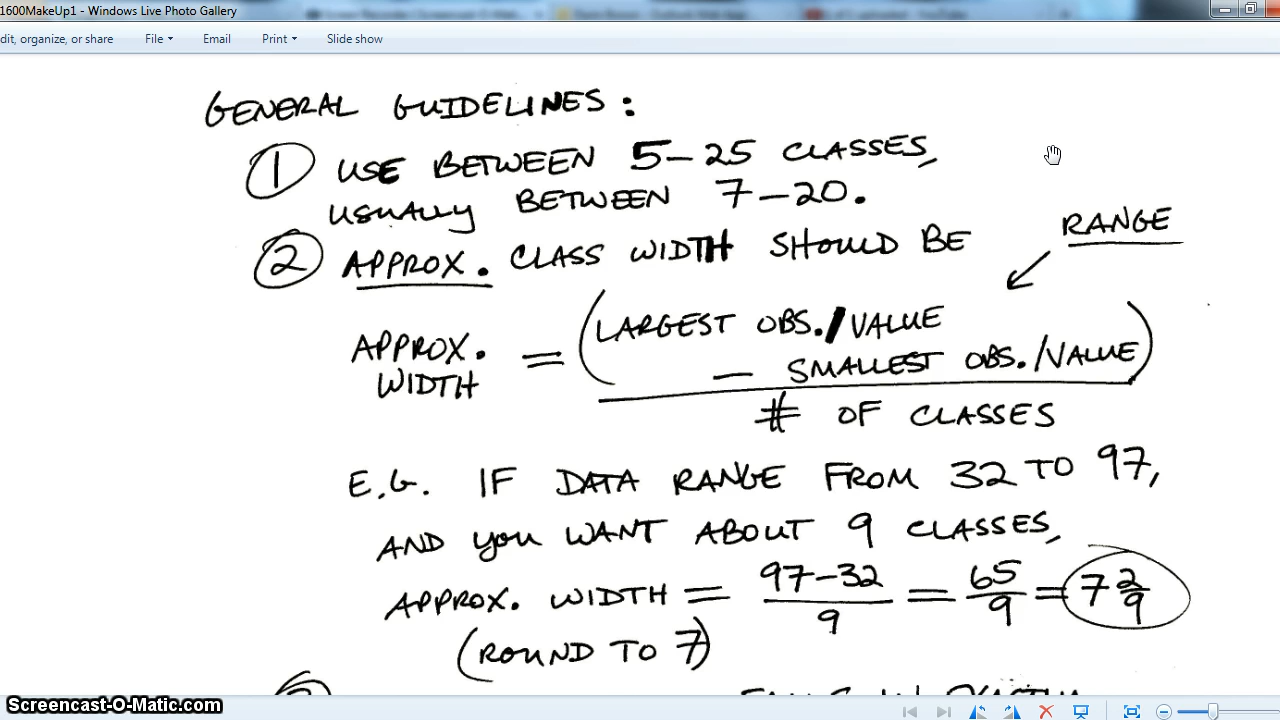 1600MakeUp1 - Windows Live Photo Gallery
dit, organize, or share File Email Print Slide show
GENERAL GUIDELINES:
1 USE BETWEEN 5-25 CLASSES,
USUALLY BETWEEN 7-20.
2 APPROX. CLASS WIDTH SHOULD BE
RANGE
APPROX. WIDTH = (LARGEST OBS./VALUE
- SMALLEST OBS./VALUE)
# OF CLASSES
E.G. IF DATA RANGE FROM 32 TO 97,
AND YOU WANT ABOUT 9 CLASSES,
APPROX. WIDTH = 97-32/9 = 65/9 = 7 2/9
(ROUND TO 7)
Screencast-O-Matic.com